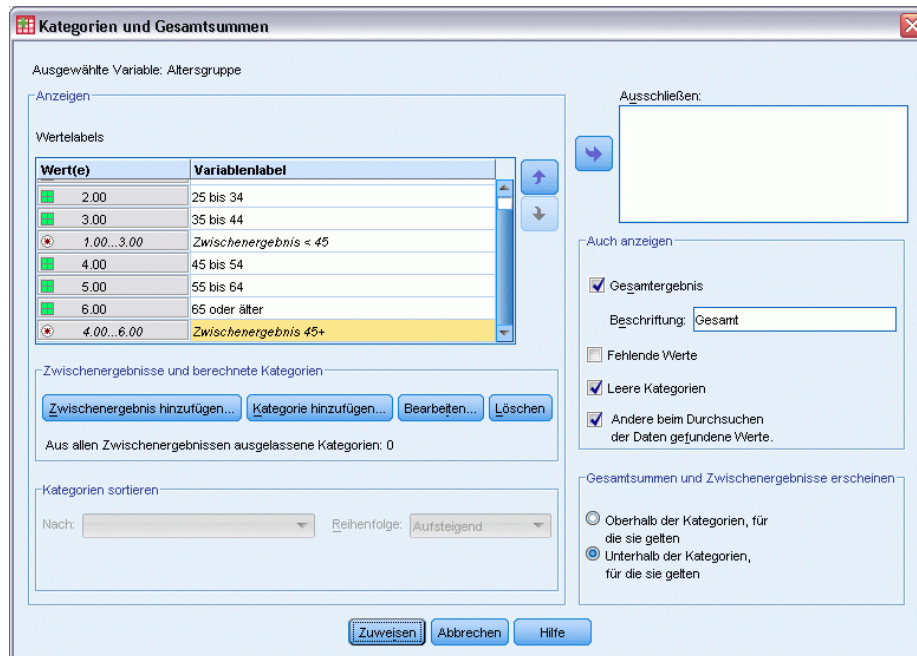 Kategorien und Gesamtsummen
Ausgewählte Variable: Altersgruppe
Anzeigen
Wertelabels
Wert(e) Variablenlabel
2.00 25 bis 34
3.00 35 bis 44
1.00...3.00 Zwischenergebnis < 45
4.00 45 bis 54
5.00 55 bis 64
6.00 65 oder älter
4.00...6.00 Zwischenergebnis 45+
Zwischenergebnisse und berechnete Kategorien
Zwischenergebnis hinzufügen... Kategorie hinzufügen... Bearbeiten... Löschen
Aus allen Zwischenergebnissen ausgelassene Kategorien: 0
Kategorien sortieren
Nach: Reihenfolge: Aufsteigend
Ausschließen:
Auch anzeigen
Gesamtergebnis
Beschriftung: Gesamt
Fehlende Werte
Leere Kategorien
Andere beim Durchsuchen
der Daten gefundene Werte.
Gesamtsummen und Zwischenergebnisse erscheinen
Oberhalb der Kategorien, für
die sie gelten
Unterhalb der Kategorien,
für die sie gelten
Zuweisen Abbrechen Hilfe